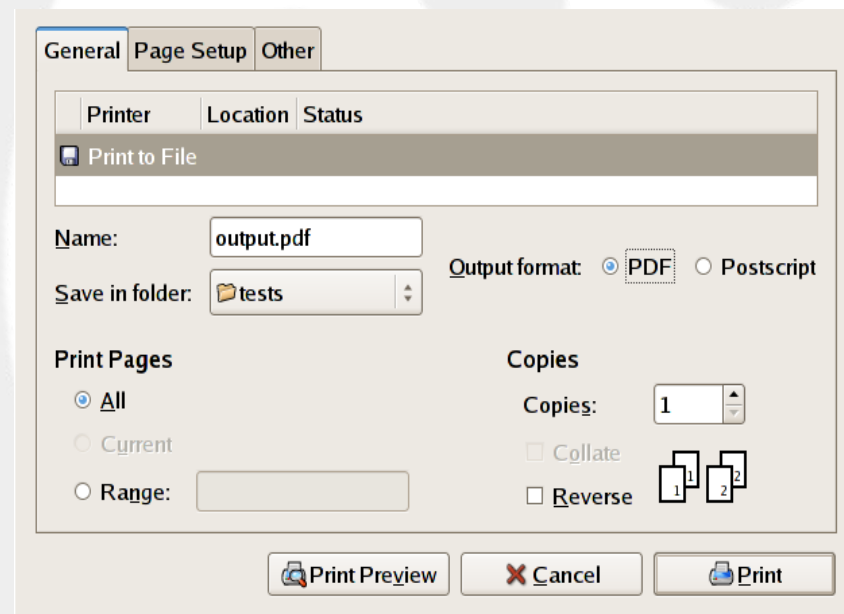 General Page Setup Other
Printer Location Status
Print to File
Name: output.pdf
Output format: PDF Postscript
Save in folder: tests
Print Pages Copies
All Copies: 1
Current Collate
1 1 2 2
Range: Reverse
Print Preview Cancel Print